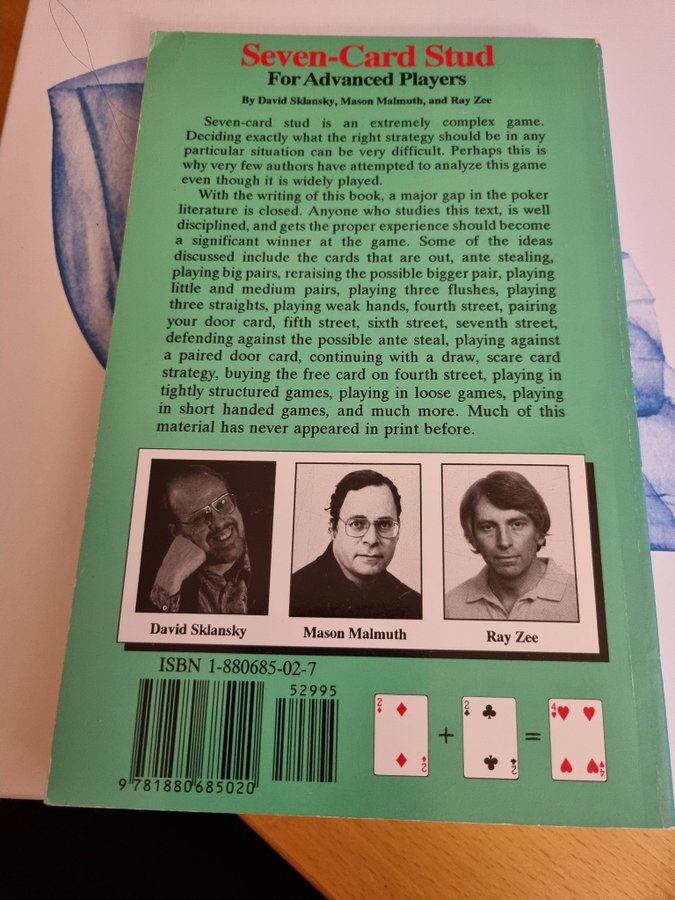 Seven-Card Stud
For Advanced Players
By David Sklansky, Mason Malmuth, and Ray Zee
Seven-card stud is an extremely complex game.
Deciding exactly what the right strategy should be in any
particular situation can be very difficult. Perhaps this is
why very few authors have attempted to analyze this game
even though it is widely played.
With the writing of this book, a major gap in the poker
literature is closed. Anyone who studies this text, is well
disciplined, and gets the proper experience should become
a significant winner at the game. Some of the ideas
discussed include the cards that are out, ante stealing,
playing big pairs, reraising the possible bigger pair, playing
little and medium pairs, playing three flushes, playing
three straights, playing weak hands, fourth street, pairing
your door card, fifth street, sixth street, seventh street,
defending against the possible ante steal, playing against
a paired door card, continuing with a draw, scare card
strategy, buying the free card on fourth street, playing in
tightly structured games, playing in loose games, playing
in short handed games, and much more. Much of this
material has never appeared in print before.
David Sklansky
Mason Malmuth
Ray Zee
ISBN 1-880685-02-7
52995
9 781880 685020
2 2 + 2 2 = 4 4